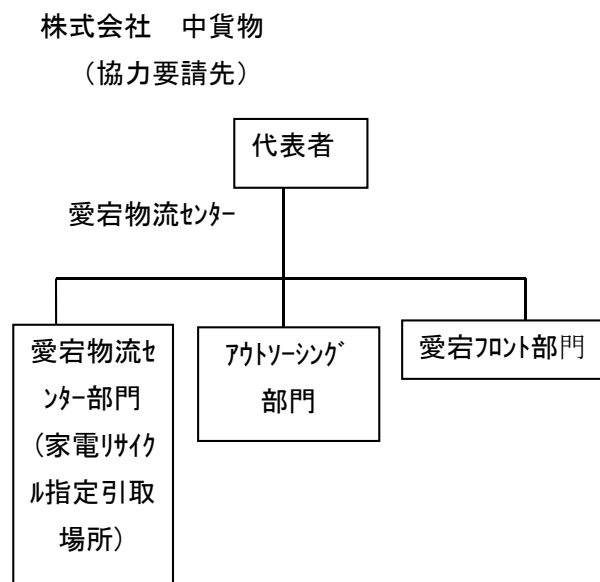 株式会社　中貨物
（協力要請先）
代表者
愛宕物流ｾﾝﾀｰ
愛宕物流ｾ
ﾝﾀｰ部門
（家電ﾘｻｲｸ
ﾙ指定引取
場所）
ｱｳﾄｿｰｼﾝｸﾞ
部門
愛宕ﾌﾛﾝﾄ部門